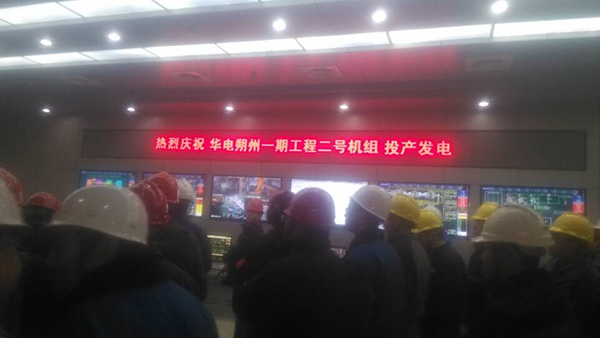 热烈庆祝 华电朔州一期工程二号机组 投产发电